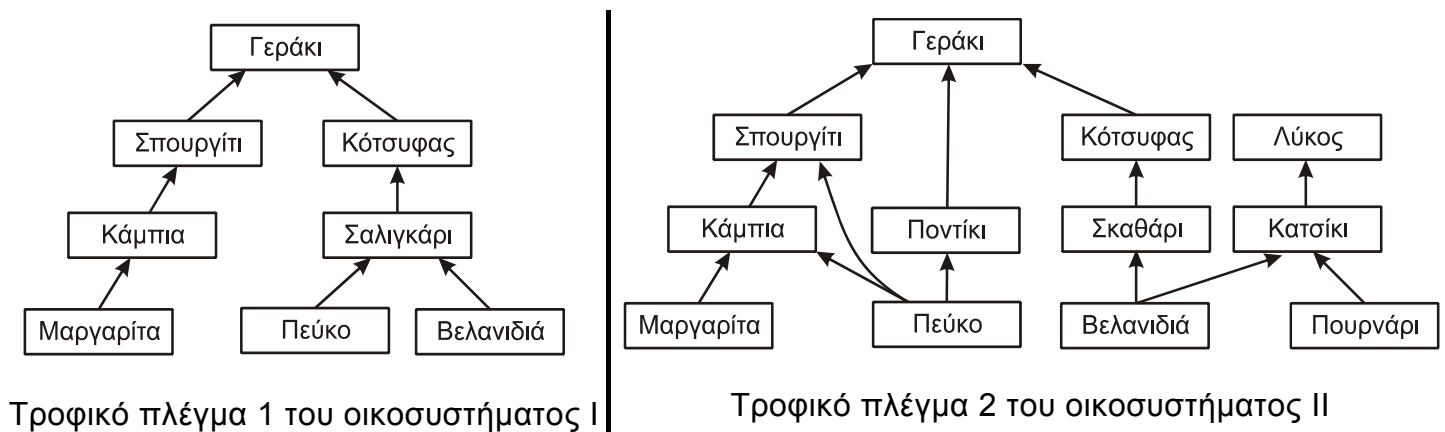 Γεράκι
Σπουργίτι Κότσυφας
Κάμπια Σαλιγκάρι
Μαργαρίτα Πεύκο Βελανιδιά
Τροφικό πλέγμα 1 του οικοσυστήματος Ι
Γεράκι
Σπουργίτι Κότσυφας Λύκος
Κάμπια Ποντίκι Σκαθάρι Κατσίκι
Μαργαρίτα Πεύκο Βελανιδιά Πουρνάρι
Τροφικό πλέγμα 2 του οικοσυστήματος ΙΙ